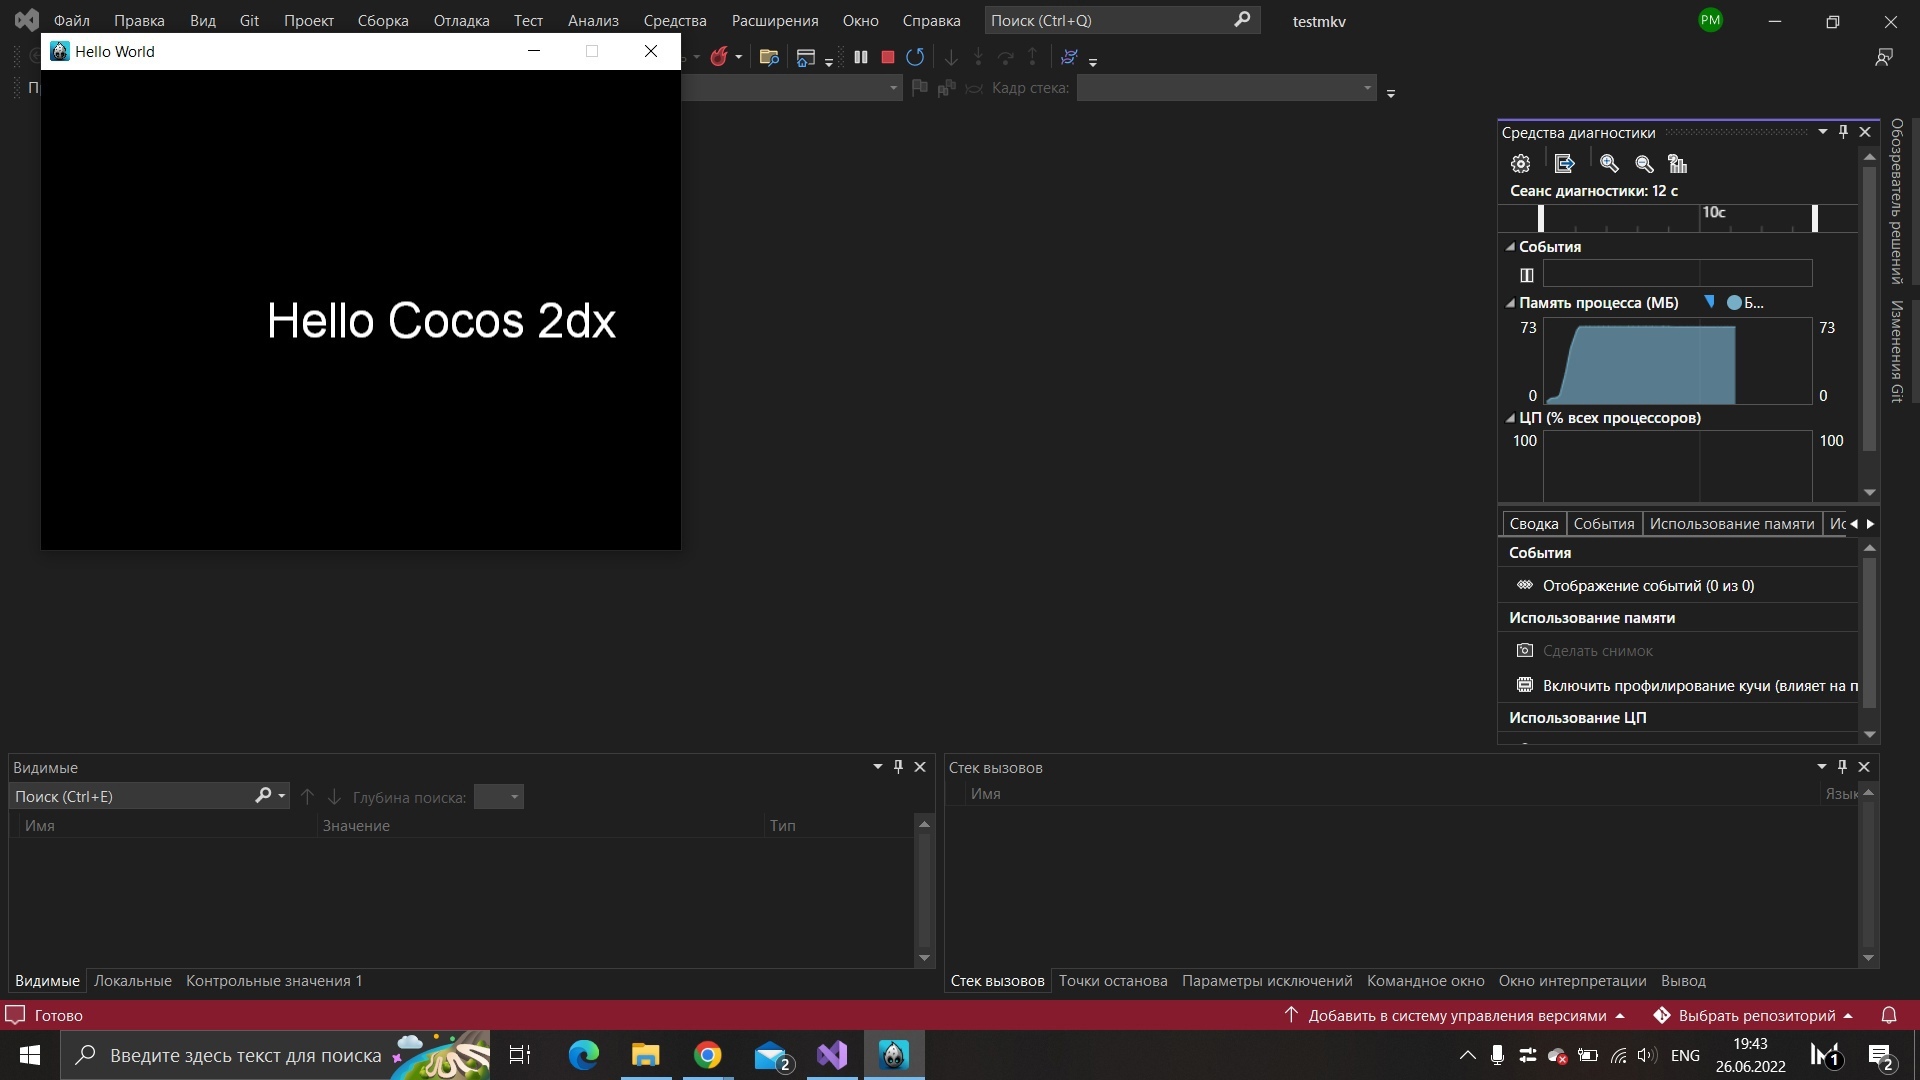 Файл Правка Вид Git Проект Сборка Отладка Тест Анализ Средства Расширения Окно Справка Поиск (Ctrl+Q) testmkv PM
Hello World
П Кадр стека:
Hello Cocos 2dx
Средства диагностики
Сеанс диагностики: 12 с
10с
События
Память процесса (МБ) Б...
73 73
0 0
ЦП (% всех процессоров)
100 100
Сводка События Использование памяти Ис
События
Отображение событий (0 из 0)
Использование памяти
Сделать снимок
Включить профилирование кучи (влияет на п
Использование ЦП
Обозреватель решений
Изменения Git
Видимые
Поиск (Ctrl+E) Глубина поиска:
Имя Значение Тип
Видимые Локальные Контрольные значения 1
Стек вызовов
Имя Язык
Стек вызовов Точки останова Параметры исключений Командное окно Окно интерпретации Вывод
Готово Добавить в систему управления версиями Выбрать репозиторий
Введите здесь текст для поиска 2 ENG 19:43 1 2
26.06.2022